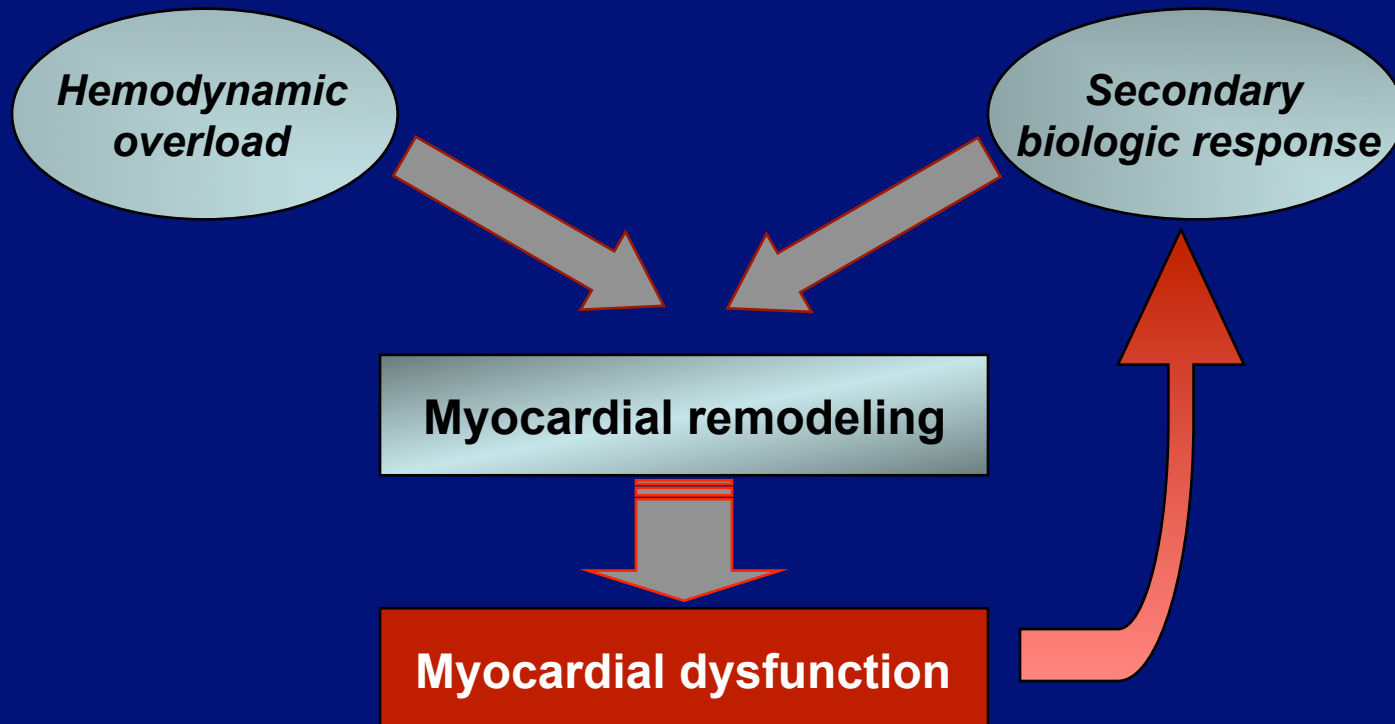 Hemodynamic
overload
Secondary
biologic response
Myocardial remodeling
Myocardial dysfunction